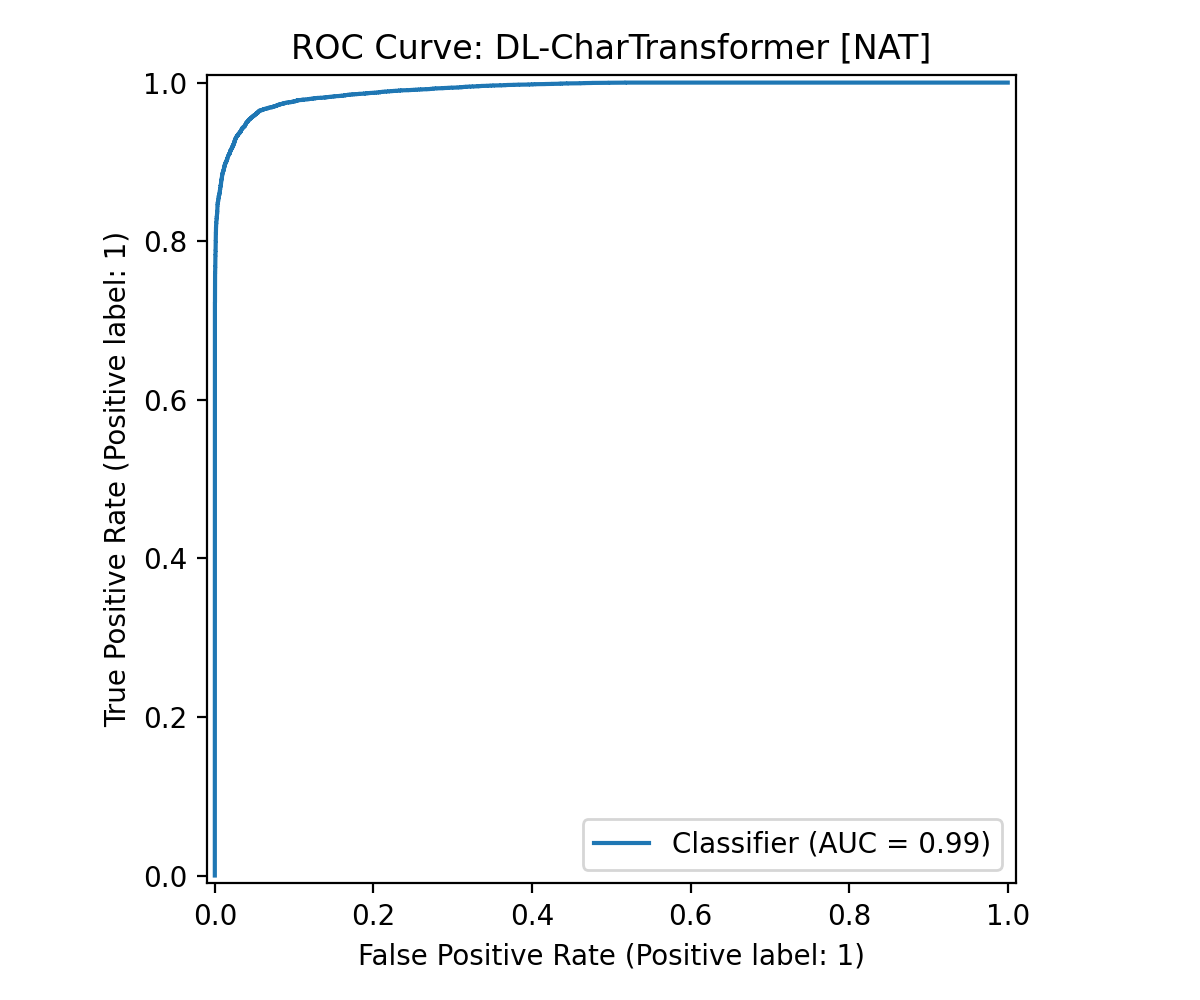 ROC Curve: DL-CharTransformer [NAT]
True Positive Rate (Positive label: 1)
1.0
0.8
0.6
0.4
0.2
0.0
Classifier (AUC = 0.99)
0.0 0.2 0.4 0.6 0.8 1.0
False Positive Rate (Positive label: 1)